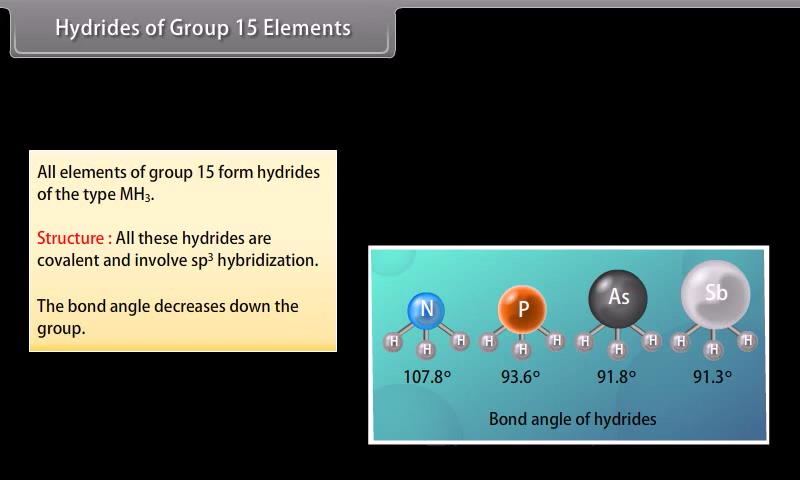 Hydrides of Group 15 Elements
All elements of group 15 form hydrides
of the type MH₃.
Structure : All these hydrides are
covalent and involve sp³ hybridization.
The bond angle decreases down the
group.
N P As Sb
H H H H H H H H H H H H
107.8° 93.6° 91.8° 91.3°
Bond angle of hydrides